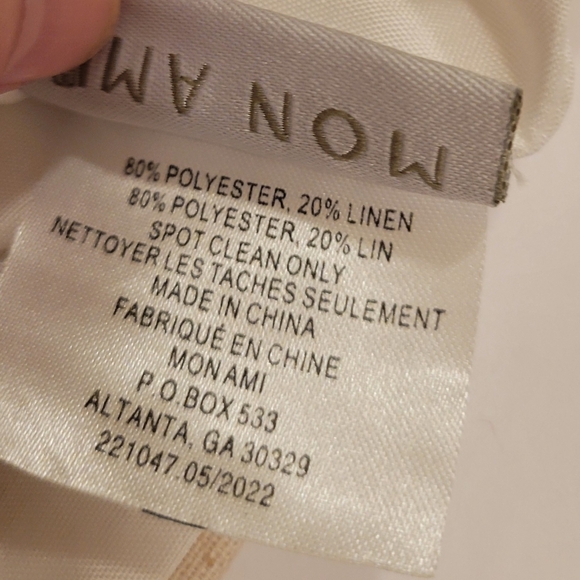 MON AMI
80% POLYESTER, 20% LINEN
80% POLYESTER, 20% LIN
SPOT CLEAN ONLY
NETTOYER LES TACHES SEULEMENT
MADE IN CHINA
FABRIQUÉ EN CHINE
MON AMI
P O.BOX 533
ALTANTA, GA 30329
221047.05/2022